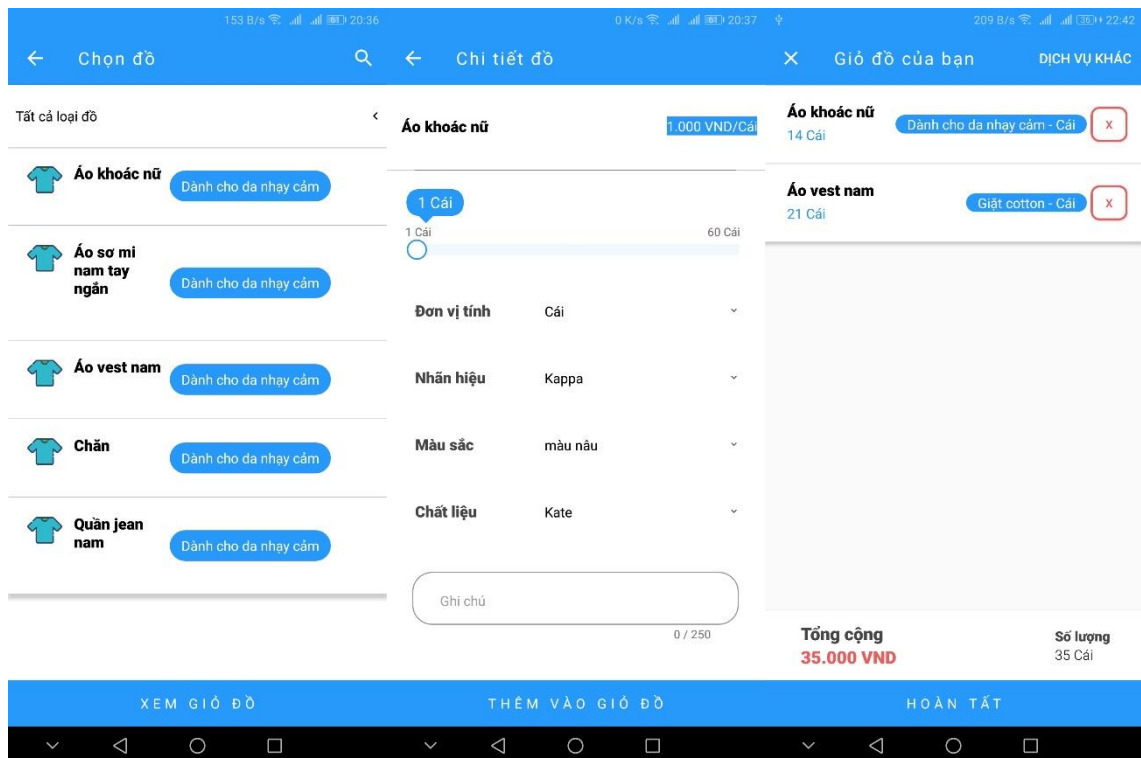 153 B/s 61 20:36
Chọn đồ
Tất cả loại đồ
Áo khoác nữ
Dành cho da nhạy cảm
Áo sơ mi
nam tay
ngắn
Dành cho da nhạy cảm
Áo vest nam
Dành cho da nhạy cảm
Chăn
Dành cho da nhạy cảm
Quần jean
nam
Dành cho da nhạy cảm
XEM GIỎ ĐỒ
0 K/s 20:37
Chi tiết đồ
Áo khoác nữ
1.000 VND/Cái
1 Cái
1 Cái 60 Cái
Đơn vị tính Cái
Nhãn hiệu Kappa
Màu sắc màu nâu
Chất liệu Kate
Ghi chú
0 / 250
THÊM VÀO GIỎ ĐỒ
209 B/s 36 22:42
X Giỏ đồ của bạn DỊCH VỤ KHÁC
Áo khoác nữ
14 Cái
Dành cho da nhạy cảm - Cái X
Áo vest nam
21 Cái
Giặt cotton - Cái X
Tổng cộng Số lượng
35.000 VND 35 Cái
HOÀN TẤT